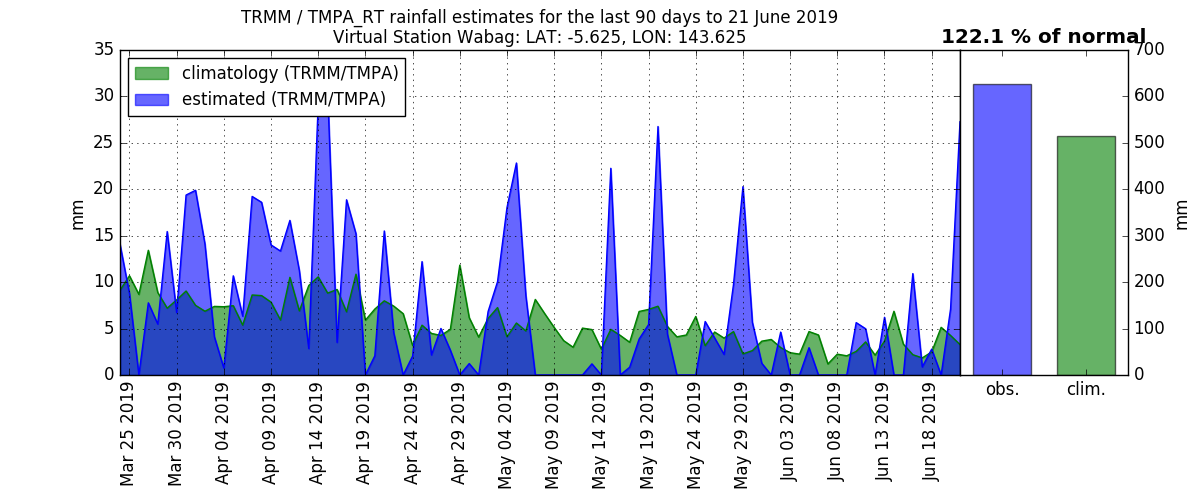 TRMM / TMPA_RT rainfall estimates for the last 90 days to 21 June 2019
Virtual Station Wabag: LAT: -5.625, LON: 143.625
122.1 % of normal
climatology (TRMM/TMPA)
estimated (TRMM/TMPA)
35
30
25
20
15
10
5
0
mm
Mar 25 2019
Mar 30 2019
Apr 04 2019
Apr 09 2019
Apr 14 2019
Apr 19 2019
Apr 24 2019
Apr 29 2019
May 04 2019
May 09 2019
May 14 2019
May 19 2019
May 24 2019
May 29 2019
Jun 03 2019
Jun 08 2019
Jun 13 2019
Jun 18 2019
700
600
500
400
300
200
100
0
mm
obs.
clim.